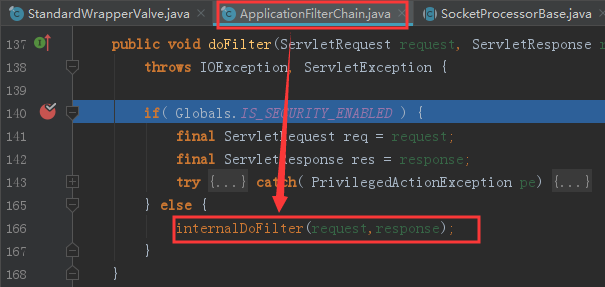 StandardWrapperValve.java × ApplicationFilterChain.java × SocketProcessorBase.java
137 public void doFilter(ServletRequest request, ServletResponse r
138 throws IOException, ServletException {
139
140 if( Globals.IS_SECURITY_ENABLED ) {
141 final ServletRequest req = request;
142 final ServletResponse res = response;
143 try {...} catch( PrivilegedActionException pe) {...}
165 } else {
166 internalDoFilter(request,response);
167 }
168 }